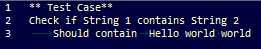 1 ** Test Case**
2 Check if String 1 contains String 2
3 Should contain Hello world world